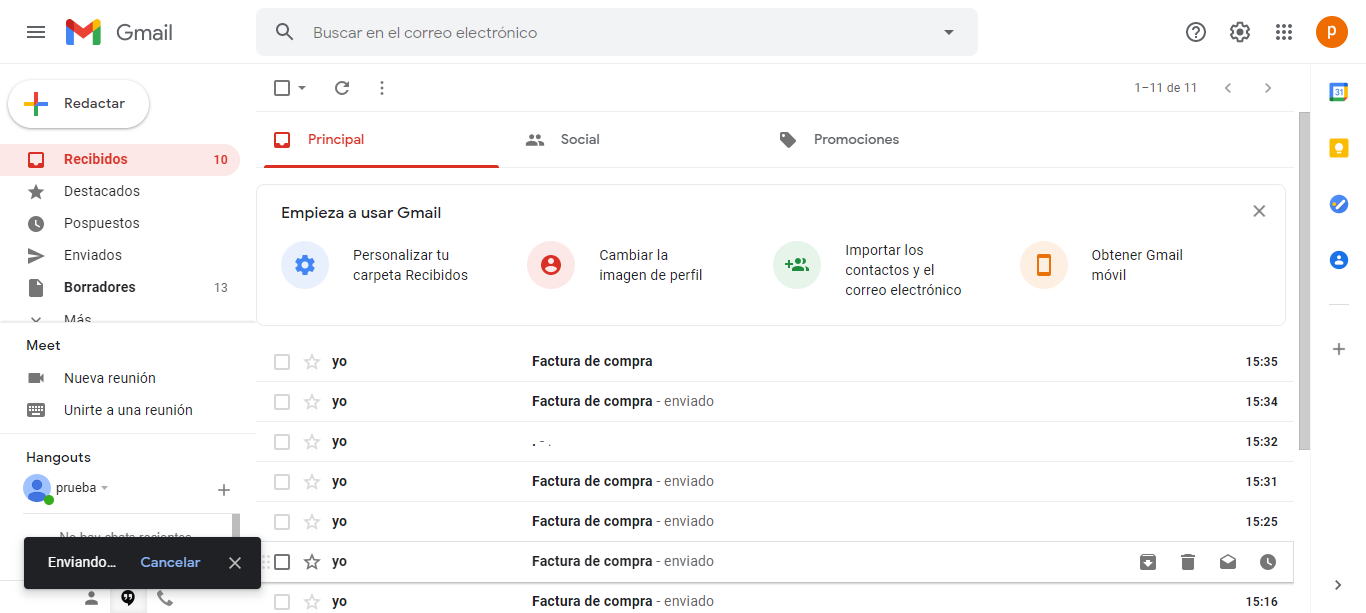 Gmail
Buscar en el correo electrónico
P
Redactar
1–11 de 11
31
Principal
Social
Promociones
Recibidos 10
Destacados
Pospuestos
Enviados
Borradores 13
Más
Empieza a usar Gmail
Personalizar tu
carpeta Recibidos
Cambiar la
imagen de perfil
Importar los
contactos y el
correo electrónico
Obtener Gmail
móvil
Meet
Nueva reunión
Unirte a una reunión
Hangouts
prueba
No hay chats recientes
yo Factura de compra 15:35
yo Factura de compra - enviado 15:34
yo . - . 15:32
yo Factura de compra - enviado 15:31
yo Factura de compra - enviado 15:25
yo Factura de compra - enviado
yo Factura de compra - enviado 15:16
Enviando... Cancelar